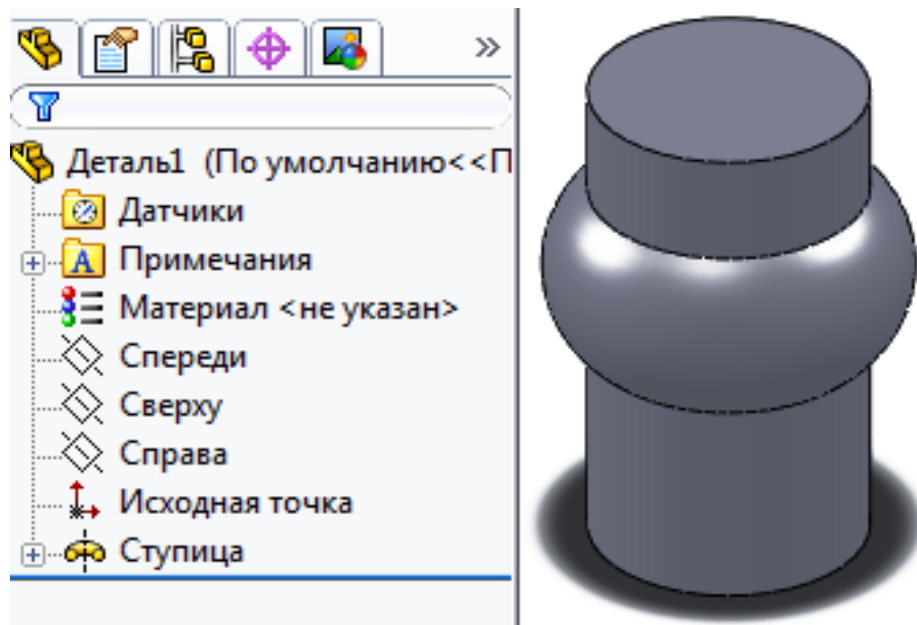 »
Деталь1 (По умолчанию<<П
Датчики
A Примечания
Материал <не указан>
Спереди
Сверху
Справа
Исходная точка
Ступица